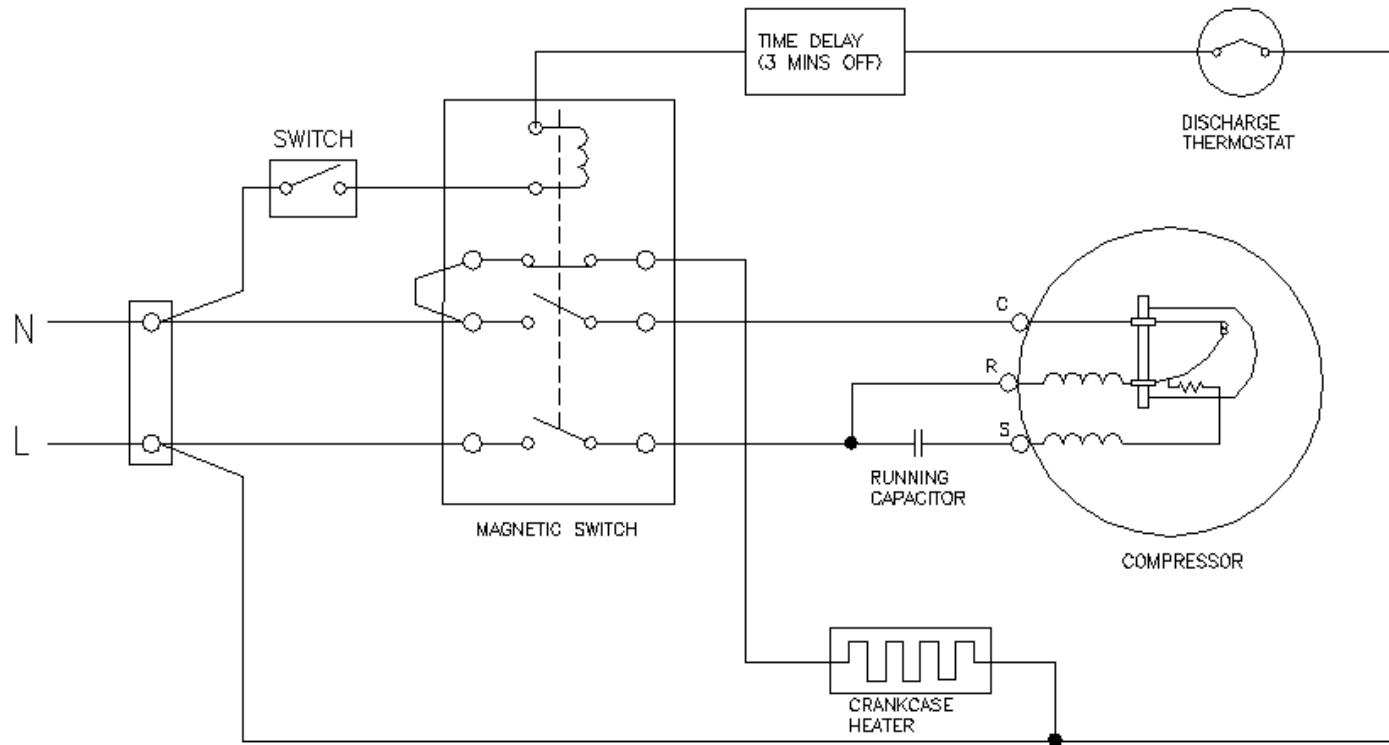 TIME DELAY
(3 MINS OFF)
DISCHARGE
THERMOSTAT
SWITCH
N
C
R
L
S
RUNNING
CAPACITOR
MAGNETIC SWITCH
COMPRESSOR
CRANKCASE
HEATER